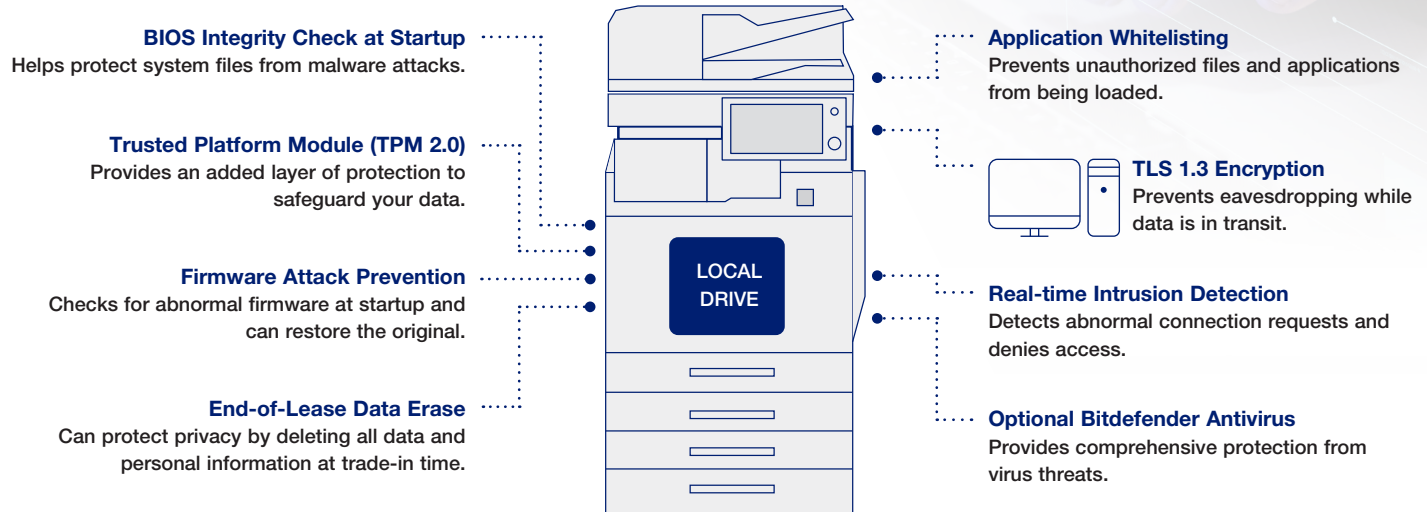 BIOS Integrity Check at Startup
Helps protect system files from malware attacks.
Trusted Platform Module (TPM 2.0)
Provides an added layer of protection to
safeguard your data.
Firmware Attack Prevention
Checks for abnormal firmware at startup and
can restore the original.
End-of-Lease Data Erase
Can protect privacy by deleting all data and
personal information at trade-in time.
LOCAL
DRIVE
Application Whitelisting
Prevents unauthorized files and applications
from being loaded.
TLS 1.3 Encryption
Prevents eavesdropping while
data is in transit.
Real-time Intrusion Detection
Detects abnormal connection requests and
denies access.
Optional Bitdefender Antivirus
Provides comprehensive protection from
virus threats.